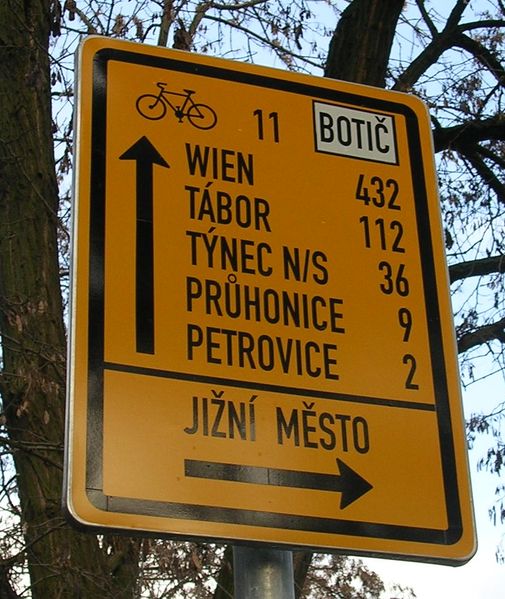 11 BOTIČ
WIEN 432
TÁBOR 112
TÝNEC N/S 36
PRŮHONICE 9
PETROVICE 2
JIŽNÍ MĚSTO